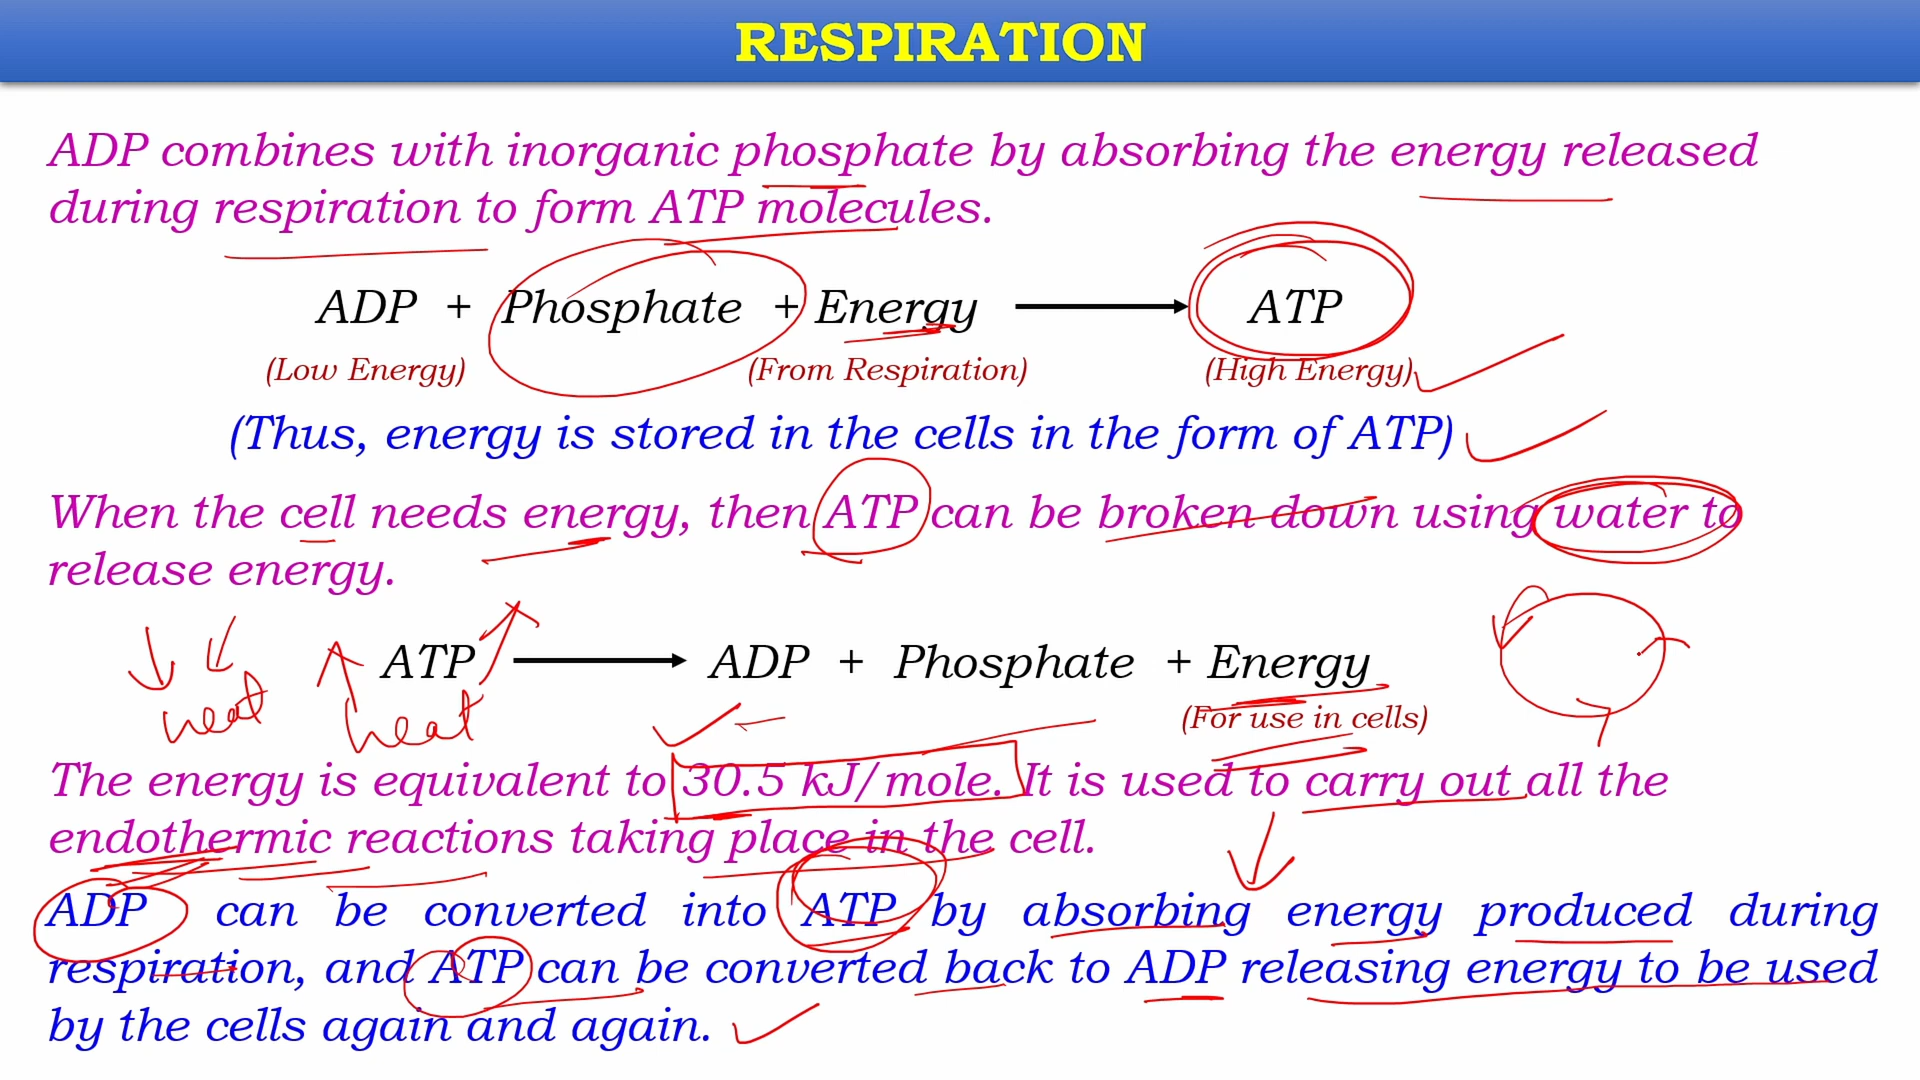 RESPIRATION
ADP combines with inorganic phosphate by absorbing the energy released
during respiration to form ATP molecules.
ADP + Phosphate + Energy ATP
(Low Energy) (From Respiration) (High Energy)
(Thus, energy is stored in the cells in the form of ATP)
When the cell needs energy, then ATP can be broken down using water to
release energy.
ATP ADP + Phosphate + Energy
heat heat (For use in cells)
The energy is equivalent to 30.5 kJ/mole. It is used to carry out all the
endothermic reactions taking place in the cell.
ADP can be converted into ATP by absorbing energy produced during
respiration, and ATP can be converted back to ADP releasing energy to be used
by the cells again and again.